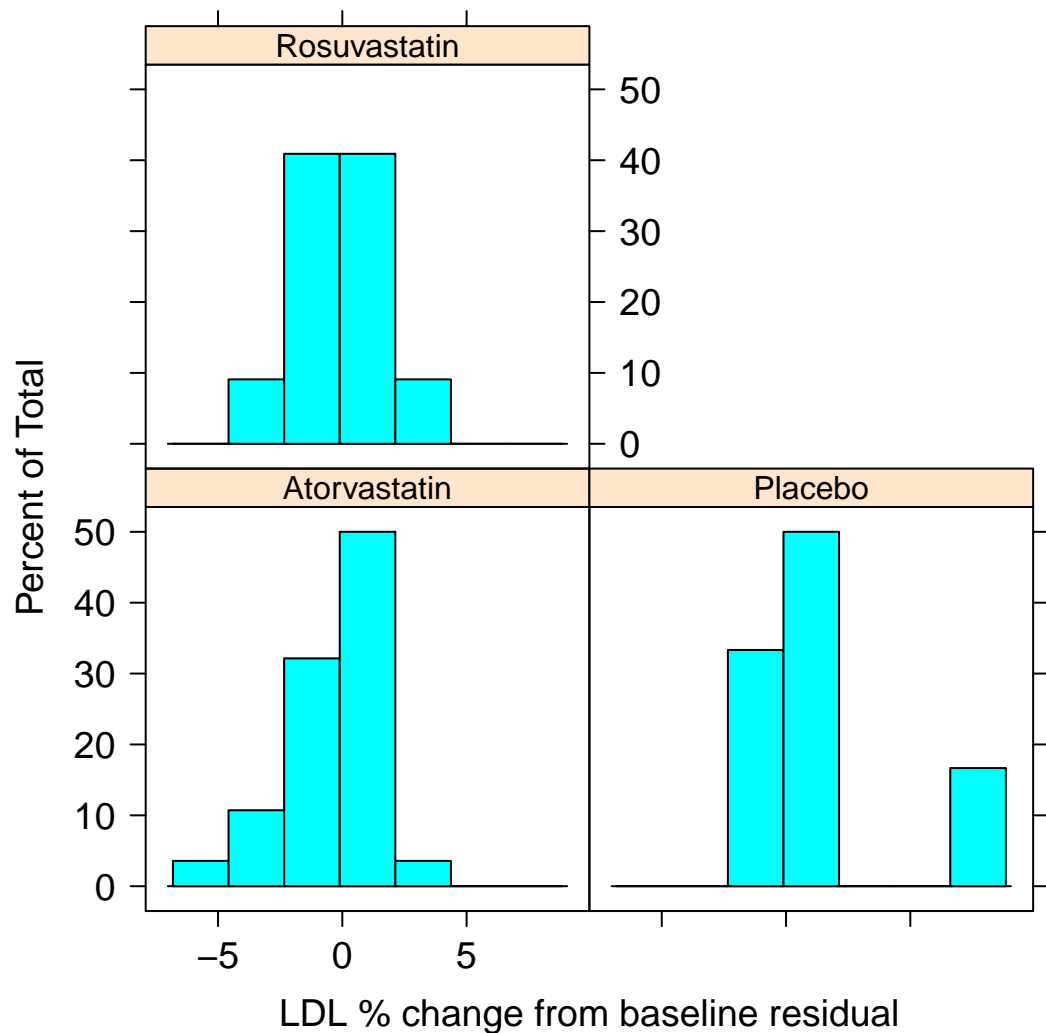 Rosuvastatin
50
40
30
20
10
0
Percent of Total
Atorvastatin
Placebo
50
40
30
20
10
0
−5 0 5
LDL % change from baseline residual